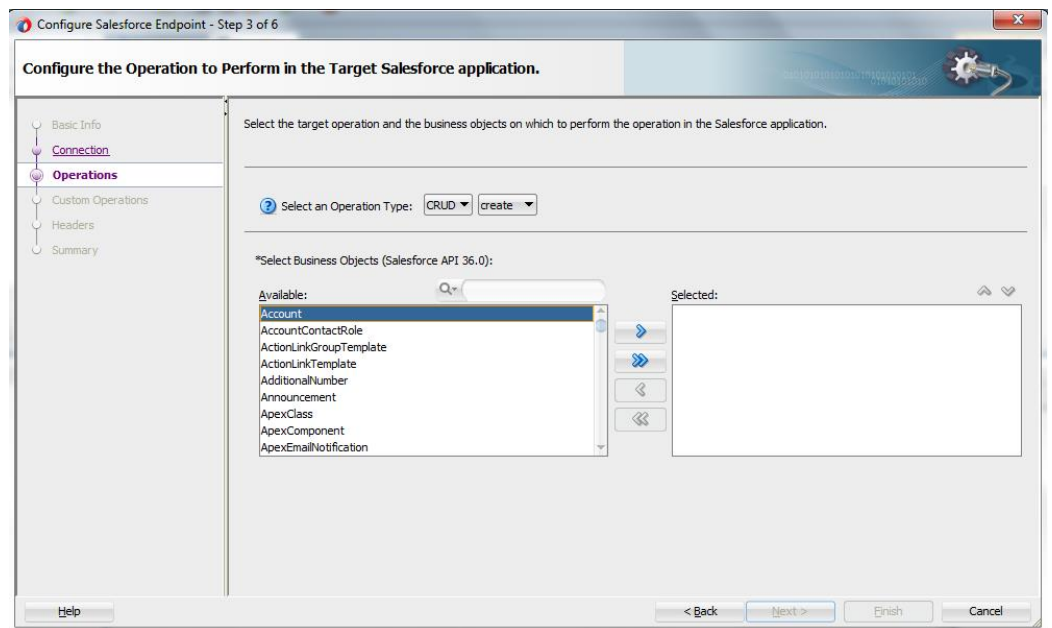 Configure Salesforce Endpoint - Step 3 of 6
Configure the Operation to Perform in the Target Salesforce application.
Basic Info
Connection
Operations
Custom Operations
Headers
Summary
Select the target operation and the business objects on which to perform the operation in the Salesforce application.
Select an Operation Type: CRUD create
*Select Business Objects (Salesforce API 36.0):
Available:
Account
AccountContactRole
ActionLinkGroupTemplate
ActionLinkTemplate
AdditionalNumber
Announcement
ApexClass
ApexComponent
ApexEmailNotification
Selected:
Help
< Back
Next >
Finish
Cancel